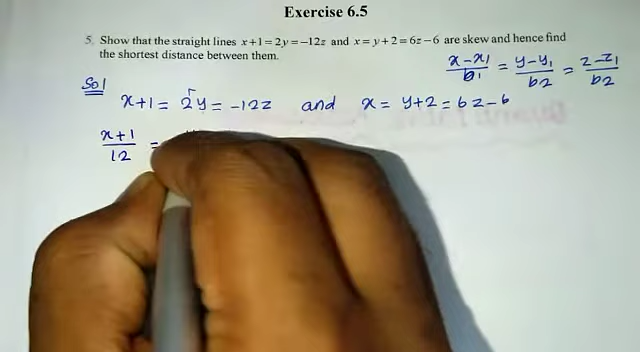 Exercise 6.5
5. Show that the straight lines x+1=2y=−12z and x=y+2=6z−6 are skew and hence find
the shortest distance between them.
x-x1/b1 = y-y1/b2 = z-z1/b2
Sol
x+1 = 2y = -12z and x = y+2 = 6z-6
x+1/12 =